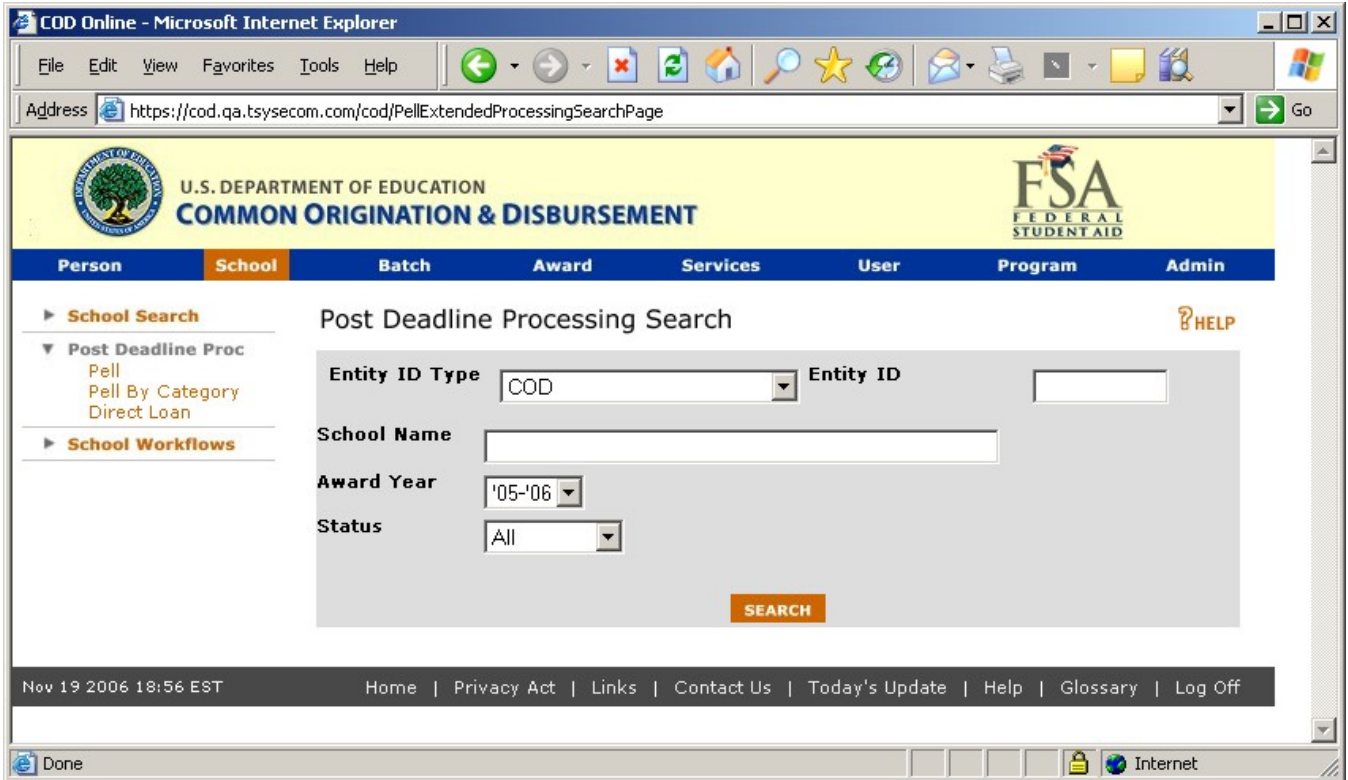 COD Online - Microsoft Internet Explorer
File Edit View Favorites Tools Help
Address https://cod.qa.tsysecom.com/cod/PellExtendedProcessingSearchPage Go
U.S. DEPARTMENT OF EDUCATION
COMMON ORIGINATION & DISBURSEMENT
FSA
FEDERAL
STUDENT AID
Person School Batch Award Services User Program Admin
School Search
Post Deadline Proc
Pell
Pell By Category
Direct Loan
School Workflows
Post Deadline Processing Search
? HELP
Entity ID Type COD Entity ID
School Name
Award Year '05-'06
Status All
SEARCH
Nov 19 2006 18:56 EST Home | Privacy Act | Links | Contact Us | Today's Update | Help | Glossary | Log Off
Done Internet